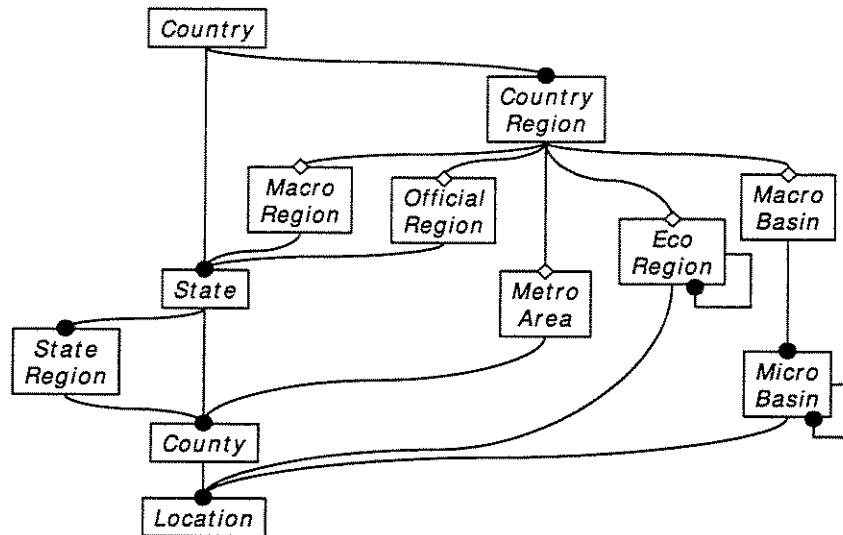 Country
Country
Region
Macro
Region
Official
Region
Macro
Basin
Eco
Region
State
Metro
Area
State
Region
Micro
Basin
County
Location